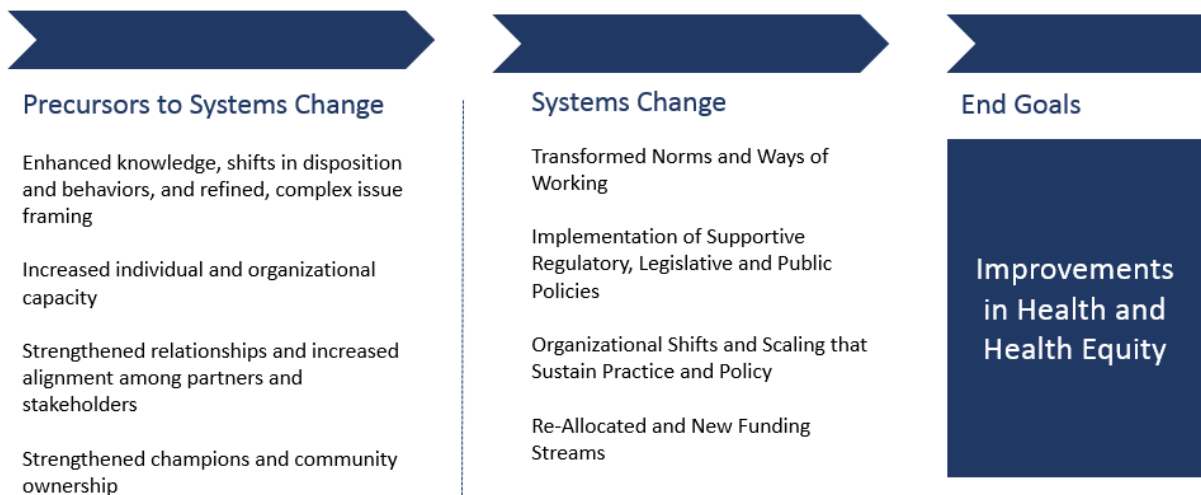 Precursors to Systems Change
Enhanced knowledge, shifts in disposition
and behaviors, and refined, complex issue
framing
Increased individual and organizational
capacity
Strengthened relationships and increased
alignment among partners and
stakeholders
Strengthened champions and community
ownership
Systems Change
Transformed Norms and Ways of
Working
Implementation of Supportive
Regulatory, Legislative and Public
Policies
Organizational Shifts and Scaling that
Sustain Practice and Policy
Re-Allocated and New Funding
Streams
End Goals
Improvements
in Health and
Health Equity